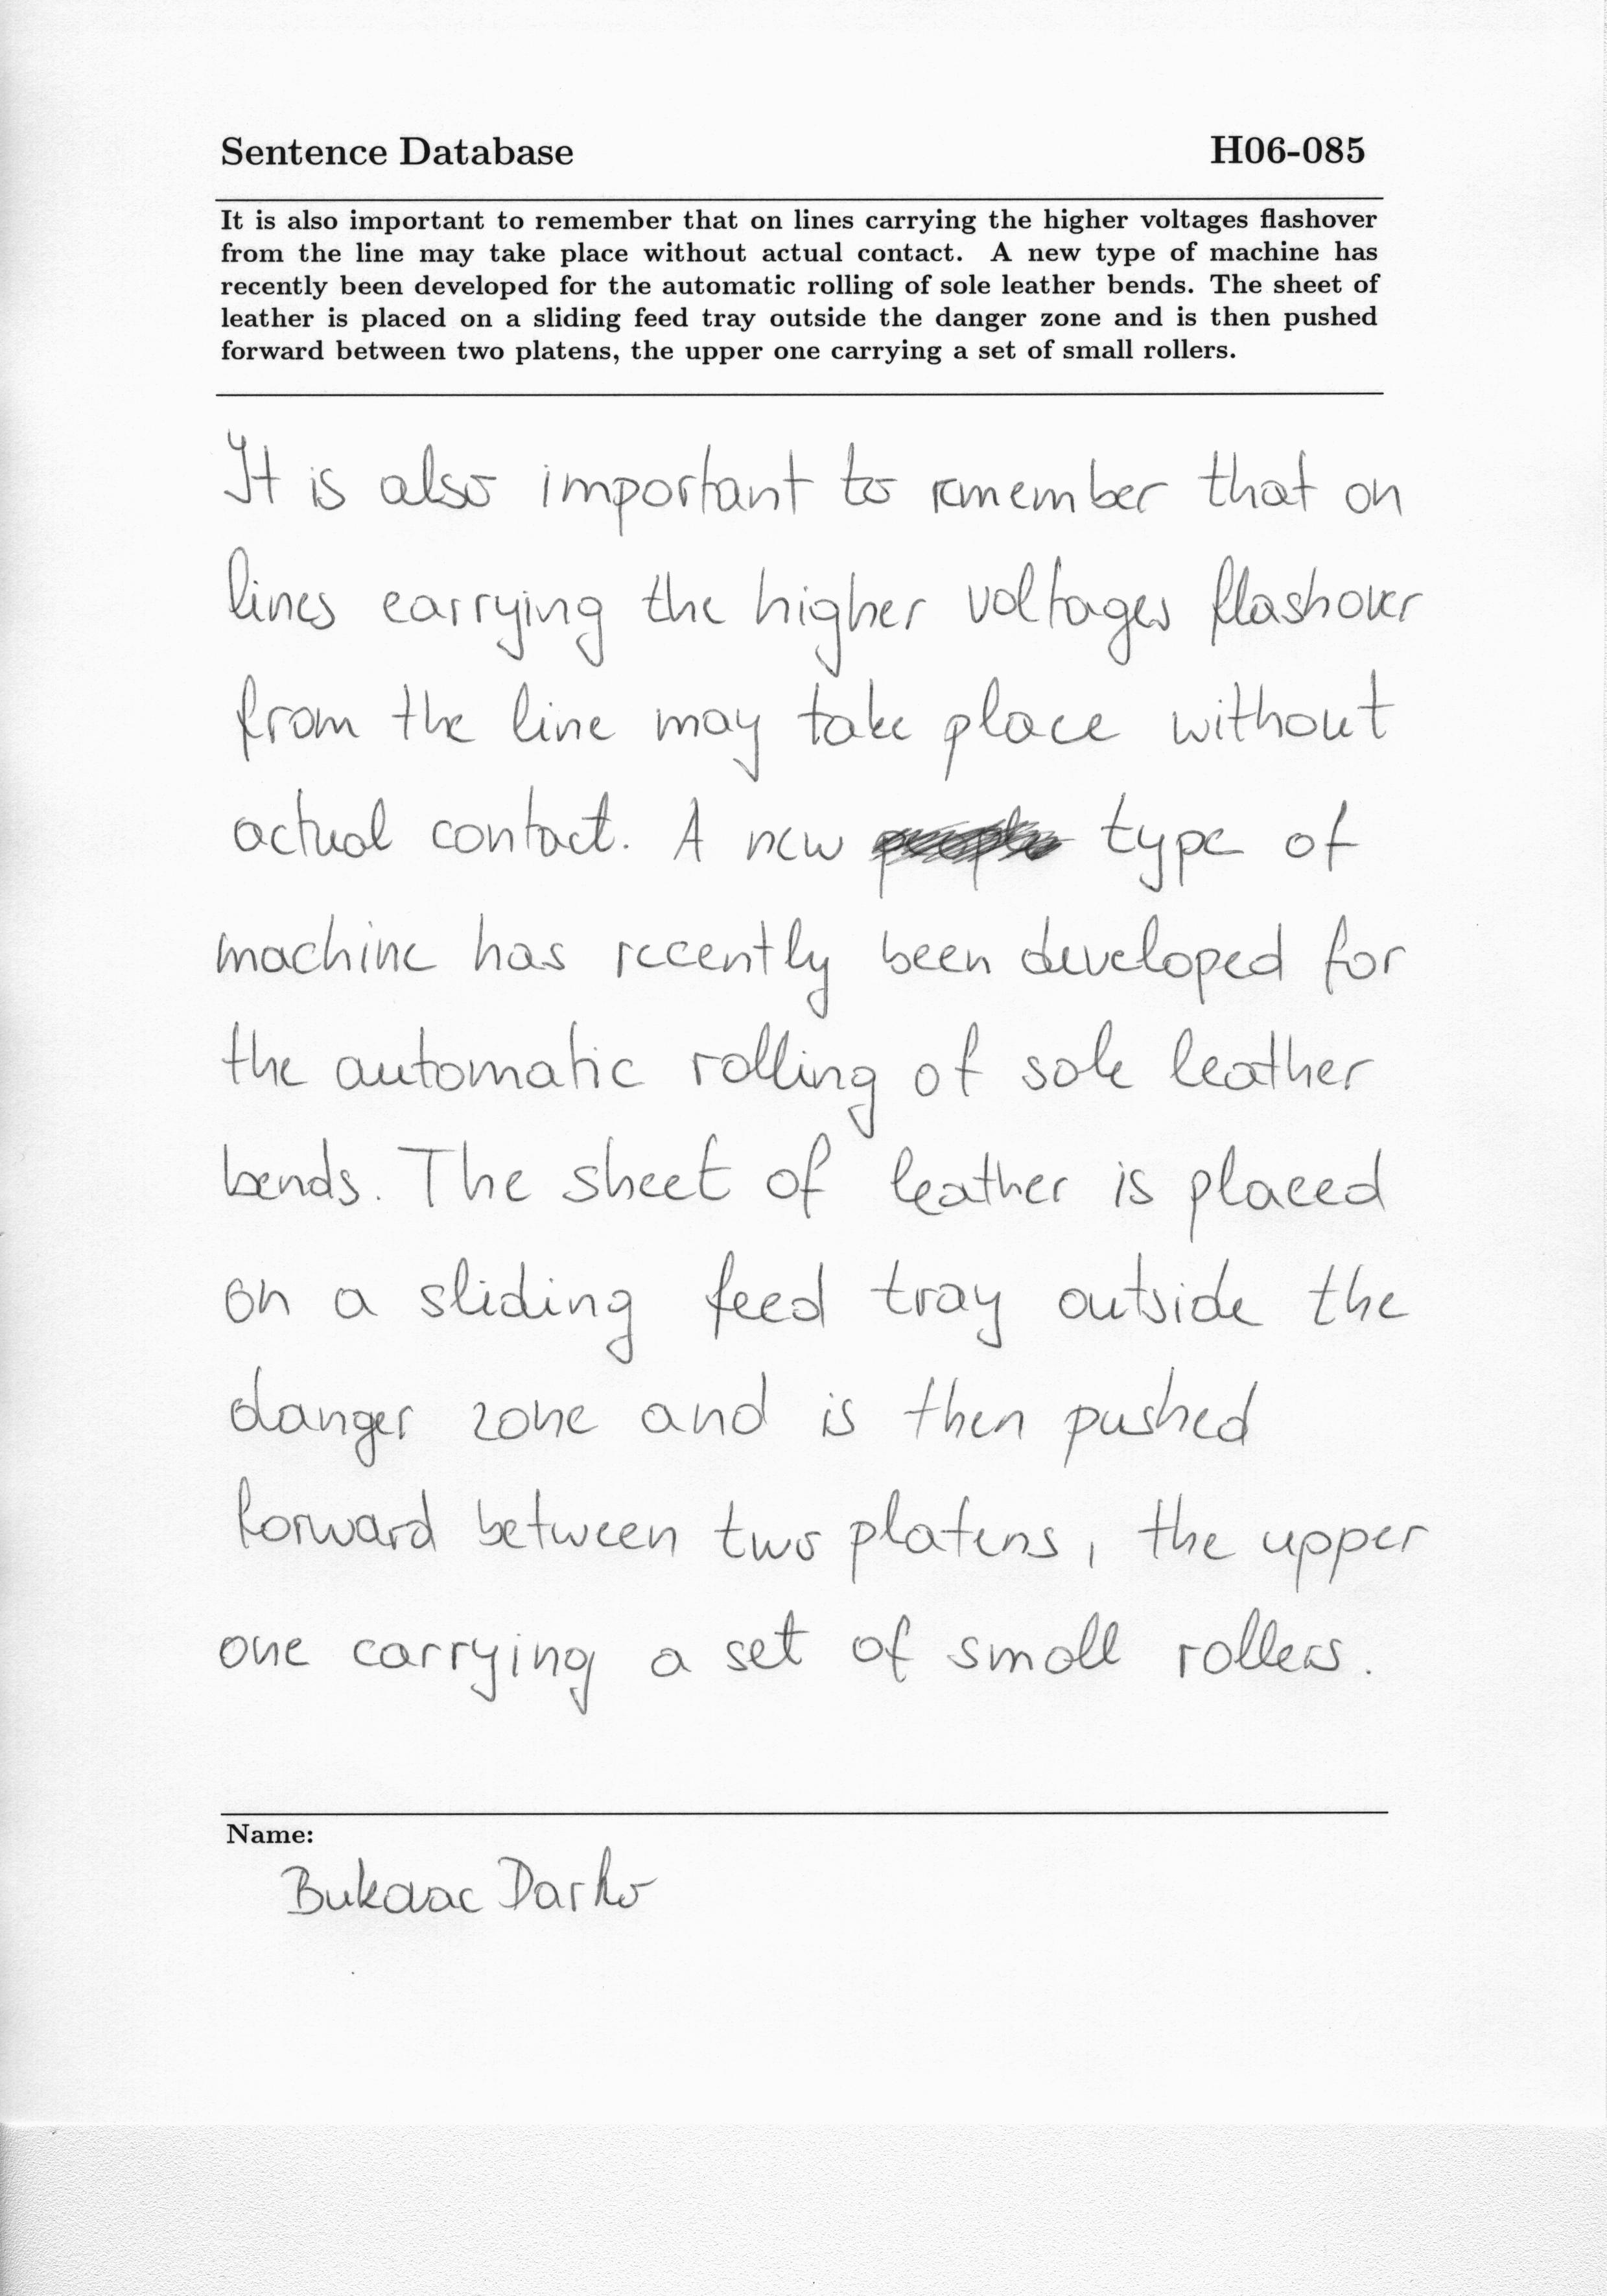 Sentence Database H06-085
It is also important to remember that on lines carrying the higher voltages flashover
from the line may take place without actual contact. A new type of machine has
recently been developed for the automatic rolling of sole leather bends. The sheet of
leather is placed on a sliding feed tray outside the danger zone and is then pushed
forward between two platens, the upper one carrying a set of small rollers.
It is also important to remember that on
lines carrying the higher voltages flashover
from the line may take place without
actual contact. A new type of
machine has recently been developed for
the automatic rolling of sole leather
bends. The sheet of leather is placed
on a sliding feed tray outside the
danger zone and is then pushed
forward between two platens, the upper
one carrying a set of small rollers.
Name:
Bukovac Darko